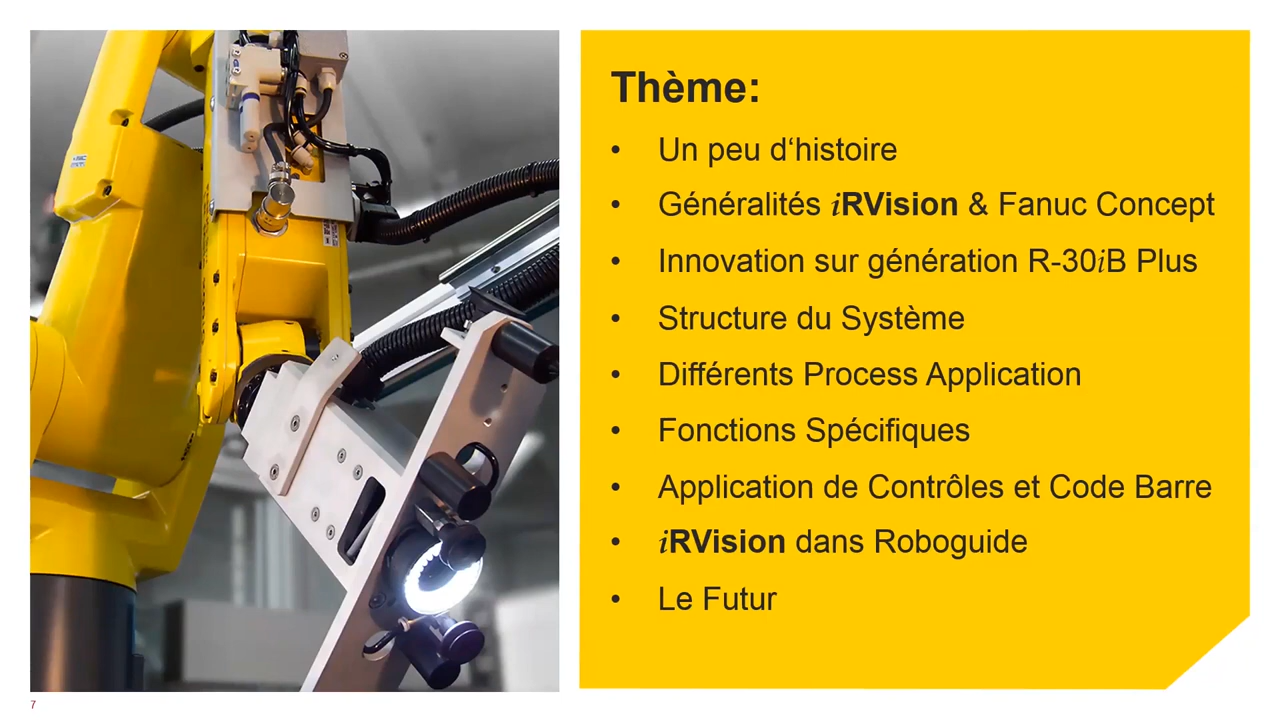 Thème:
• Un peu d‘histoire
• Généralités iRVision & Fanuc Concept
• Innovation sur génération R-30iB Plus
• Structure du Système
• Différents Process Application
• Fonctions Spécifiques
• Application de Contrôles et Code Barre
• iRVision dans Roboguide
• Le Futur
7